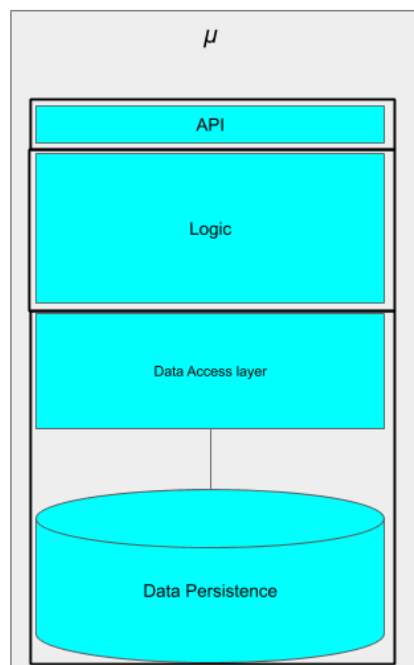 μ
API
Logic
Data Access layer
Data Persistence